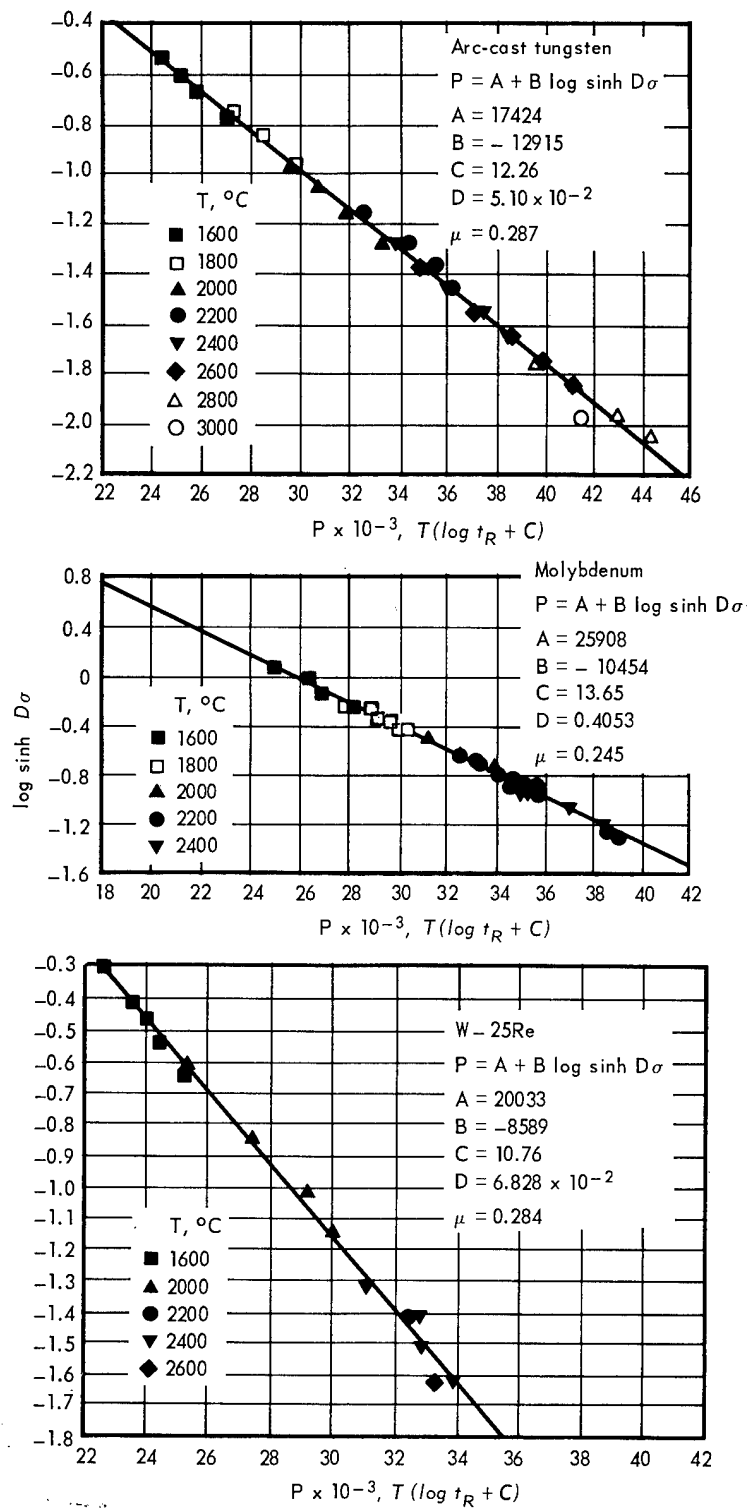 −0.4
−0.6
−0.8
−1.0
−1.2
−1.4
−1.6
−1.8
−2.0
−2.2
Arc-cast tungsten
P = A + B log sinh Dσ
A = 17424
B = − 12915
C = 12.26
D = 5.10 x 10⁻²
μ = 0.287
T, °C
1600
1800
2000
2200
2400
2600
2800
3000
22 26 28 30 34 38 40 42 44 46
P x 10⁻³, T(log t_R + C)
log sinh Dσ
0.8
0.4
0
−0.4
−0.8
−1.2
−1.6
Molybdenum
P = A + B log sinh Dσ
A = 25908
B = − 10454
C = 13.65
D = 0.4053
μ = 0.245
T, °C
1600
1800
2000
2200
2400
18 20 22 24 26 28 30 32 34 36 38 40 42
P x 10⁻³, T(log t_R + C)
−0.3
−0.4
−0.5
−0.6
−0.7
−0.8
−0.9
−1.0
−1.1
−1.2
−1.3
−1.4
−1.5
−1.6
−1.7
−1.8
W−25Re
P = A + B log sinh Dσ
A = 20033
B = −8589
C = 10.76
D = 6.828 x 10⁻²
μ = 0.284
T, °C
1600
2000
2200
2400
2600
22 24 26 28 30 32 34 36 38 40 42
P x 10⁻³, T(log t_R + C)